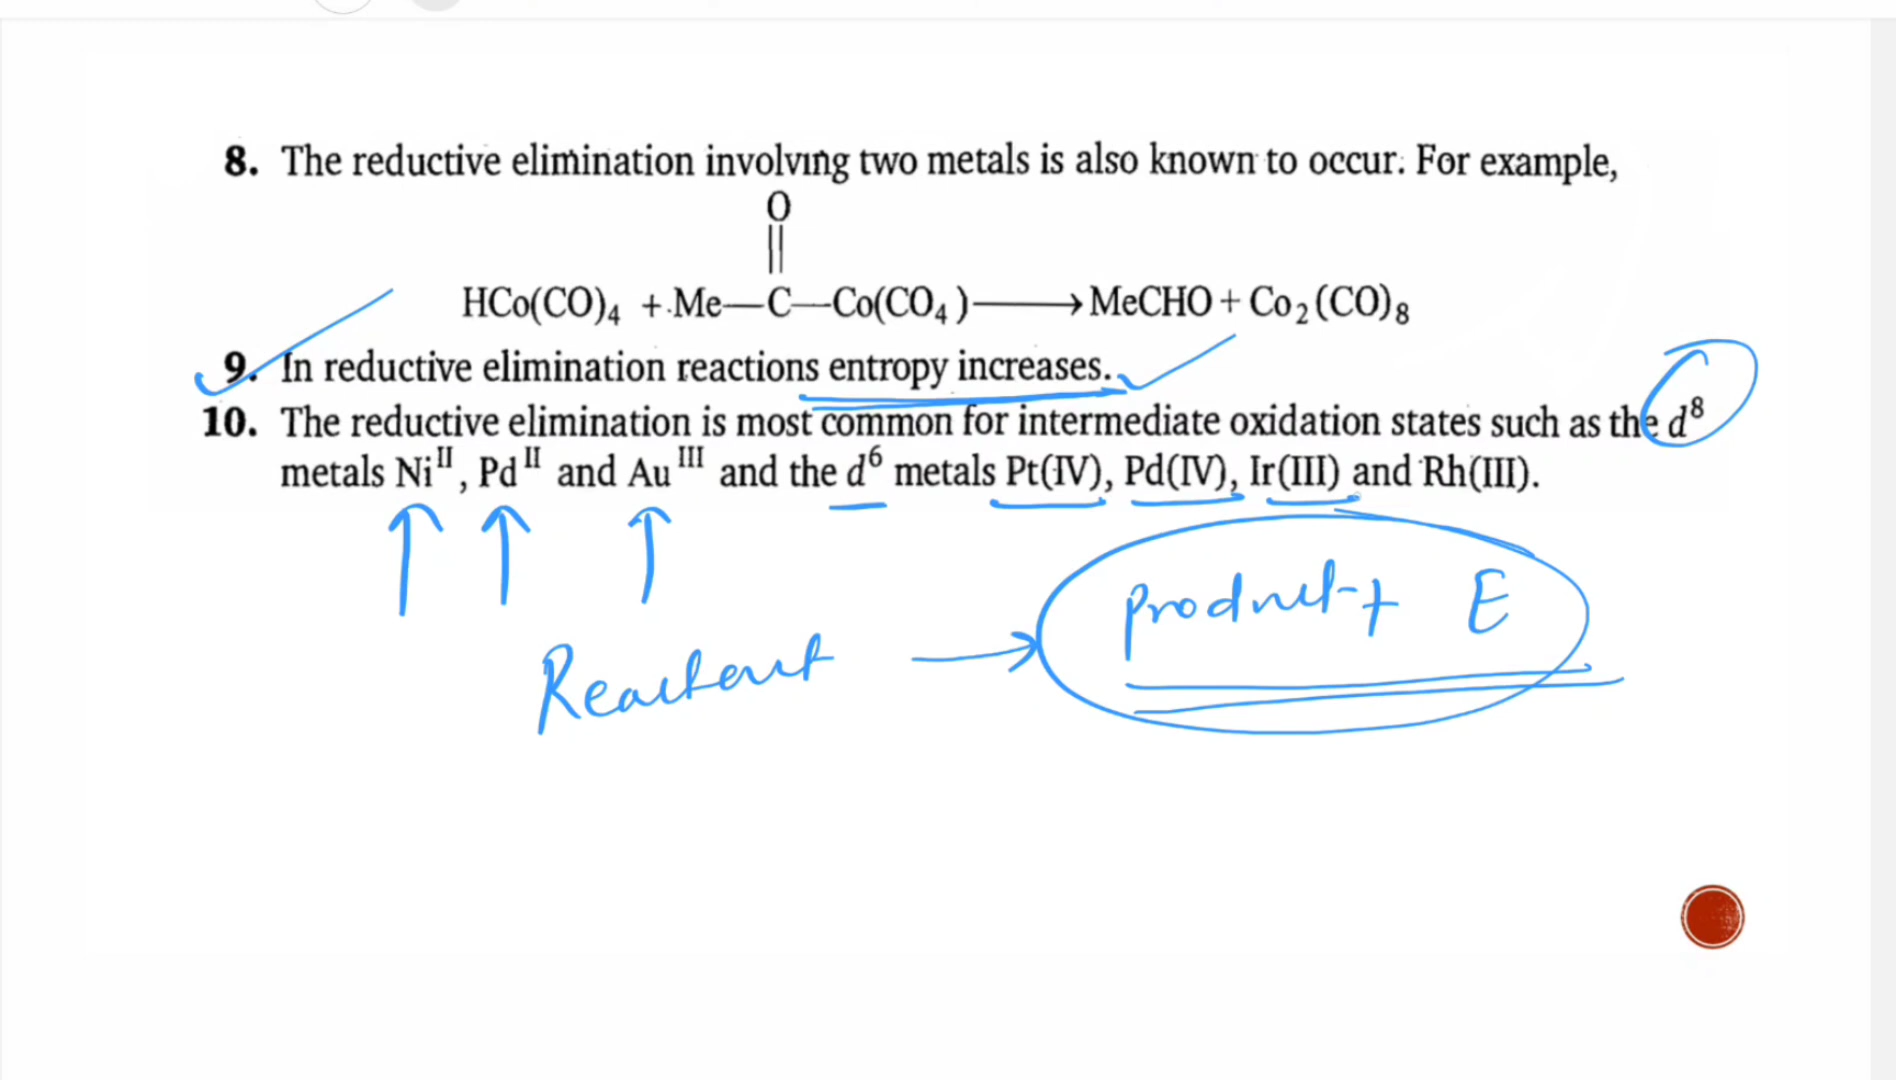 8. The reductive elimination involving two metals is also known to occur. For example,
O
||
HCo(CO)₄ + Me—C—Co(CO₄)⟶MeCHO + Co₂(CO)₈
9. In reductive elimination reactions entropy increases.
10. The reductive elimination is most common for intermediate oxidation states such as the d⁸
metals Niᴵᴵ, Pdᴵᴵ and Auᴵᴵᴵ and the d⁶ metals Pt(IV), Pd(IV), Ir(III) and Rh(III).
Reactant → product + E